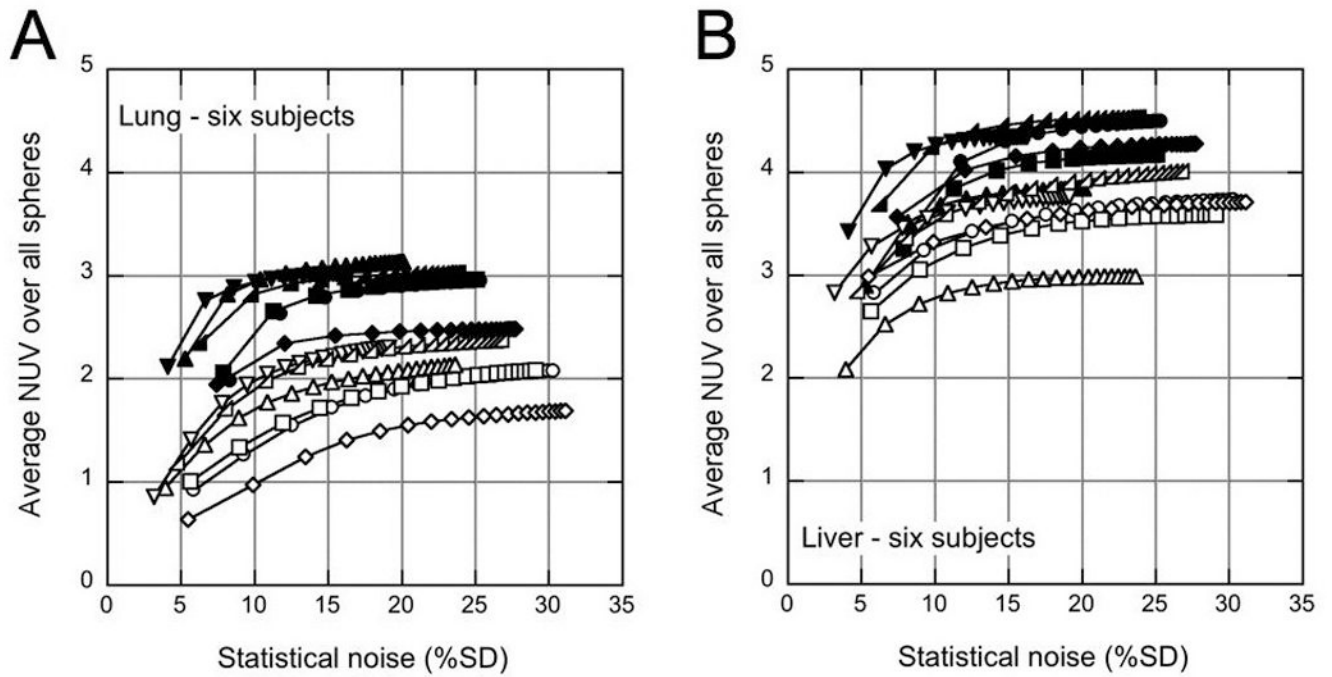 A
B
Average NUV over all spheres
5
4
3
2
1
0
Lung - six subjects
0 5 10 15 20 25 30 35
Statistical noise (%SD)
Average NUV over all spheres
5
4
3
2
1
0
Liver - six subjects
0 5 10 15 20 25 30 35
Statistical noise (%SD)